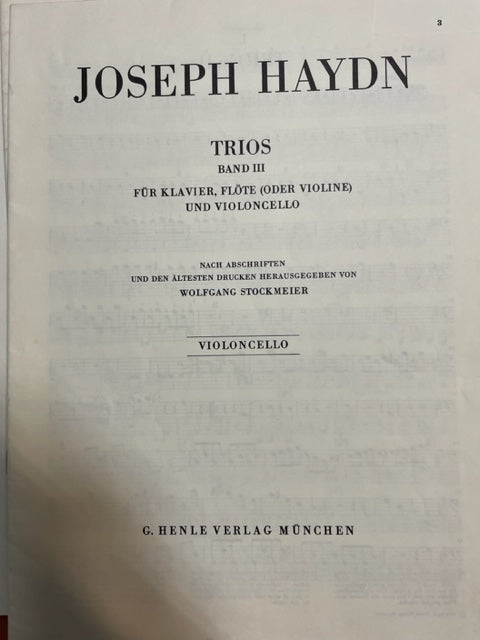 3
JOSEPH HAYDN
TRIOS
BAND III
FÜR KLAVIER, FLÖTE (ODER VIOLINE)
UND VIOLONCELLO
NACH ABSCHRIFTEN
UND DEN ÄLTESTEN DRUCKEN HERAUSGEGEBEN VON
WOLFGANG STOCKMEIER
VIOLONCELLO
G. HENLE VERLAG MÜNCHEN